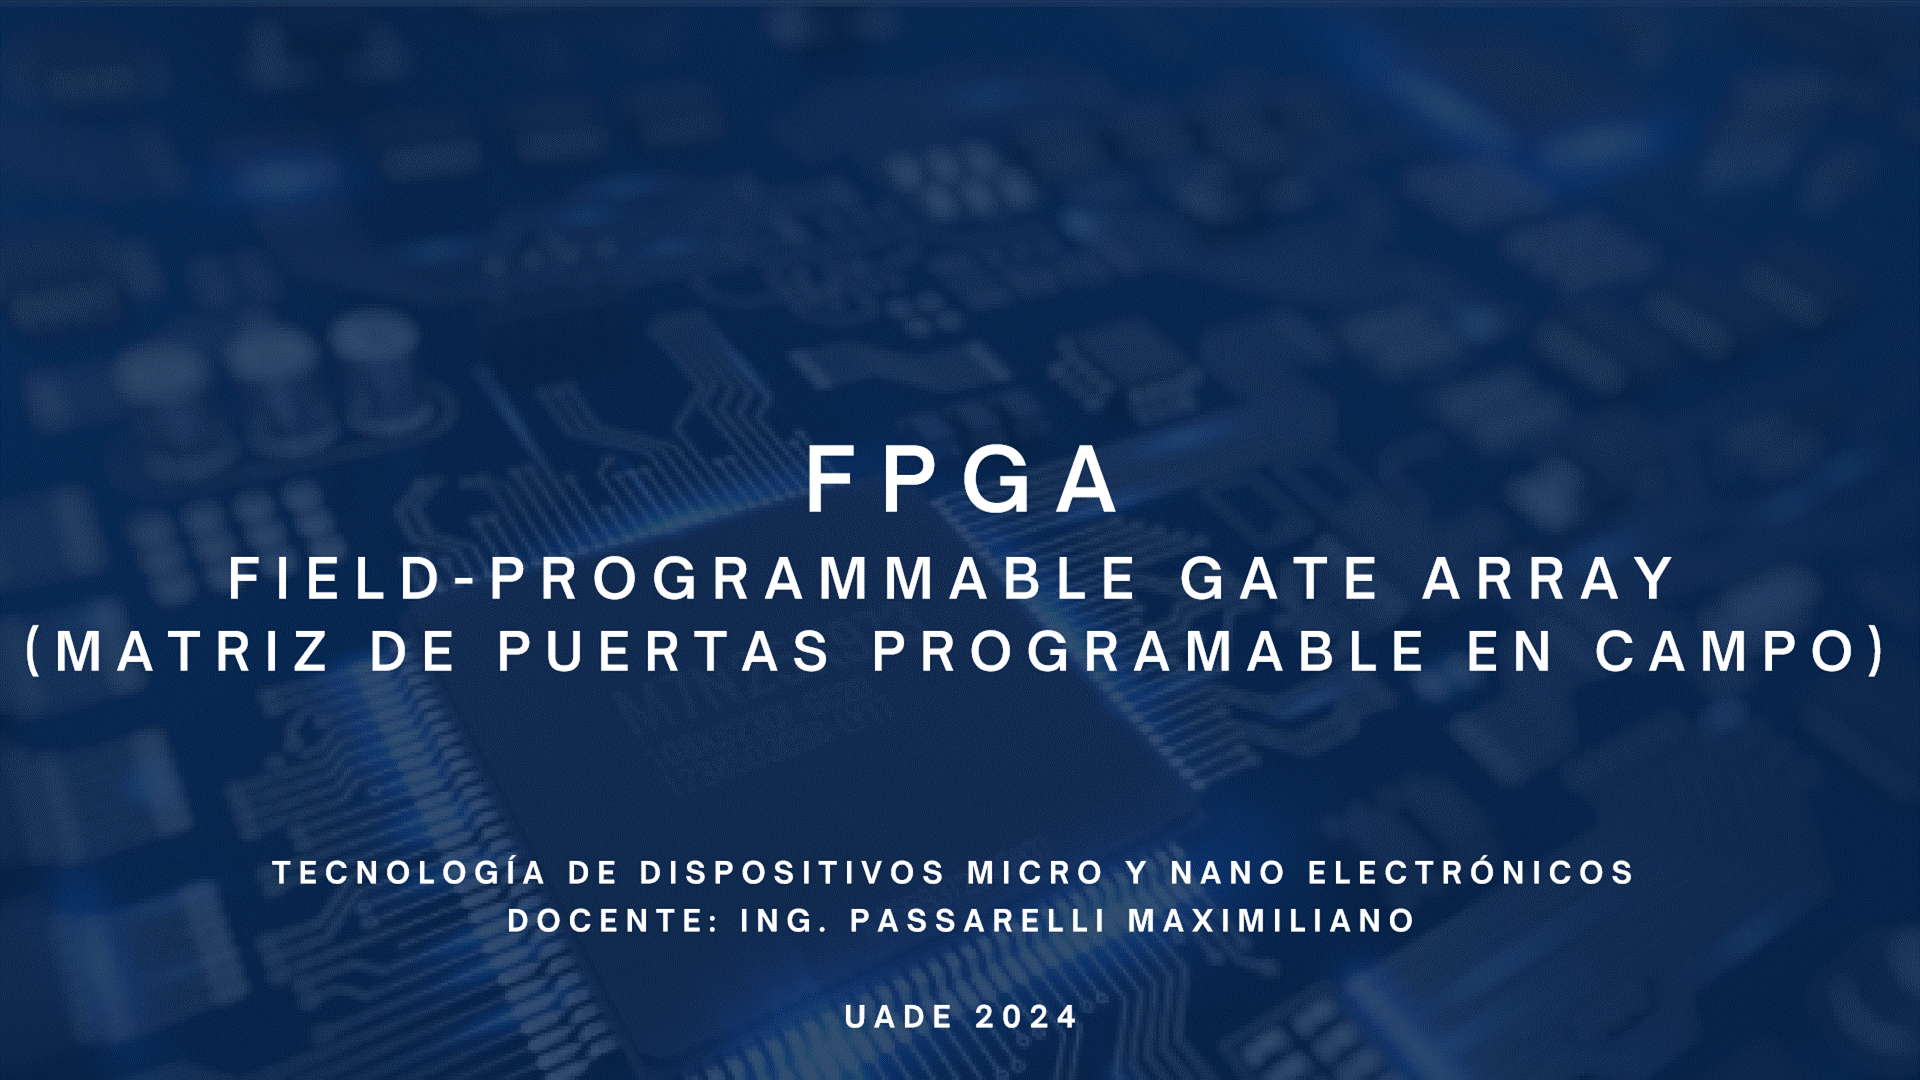 FPGA
FIELD-PROGRAMMABLE GATE ARRAY
(MATRIZ DE PUERTAS PROGRAMABLE EN CAMPO)
TECNOLOGÍA DE DISPOSITIVOS MICRO Y NANO ELECTRÓNICOS
DOCENTE: ING. PASSARELLI MAXIMILIANO
UADE 2024